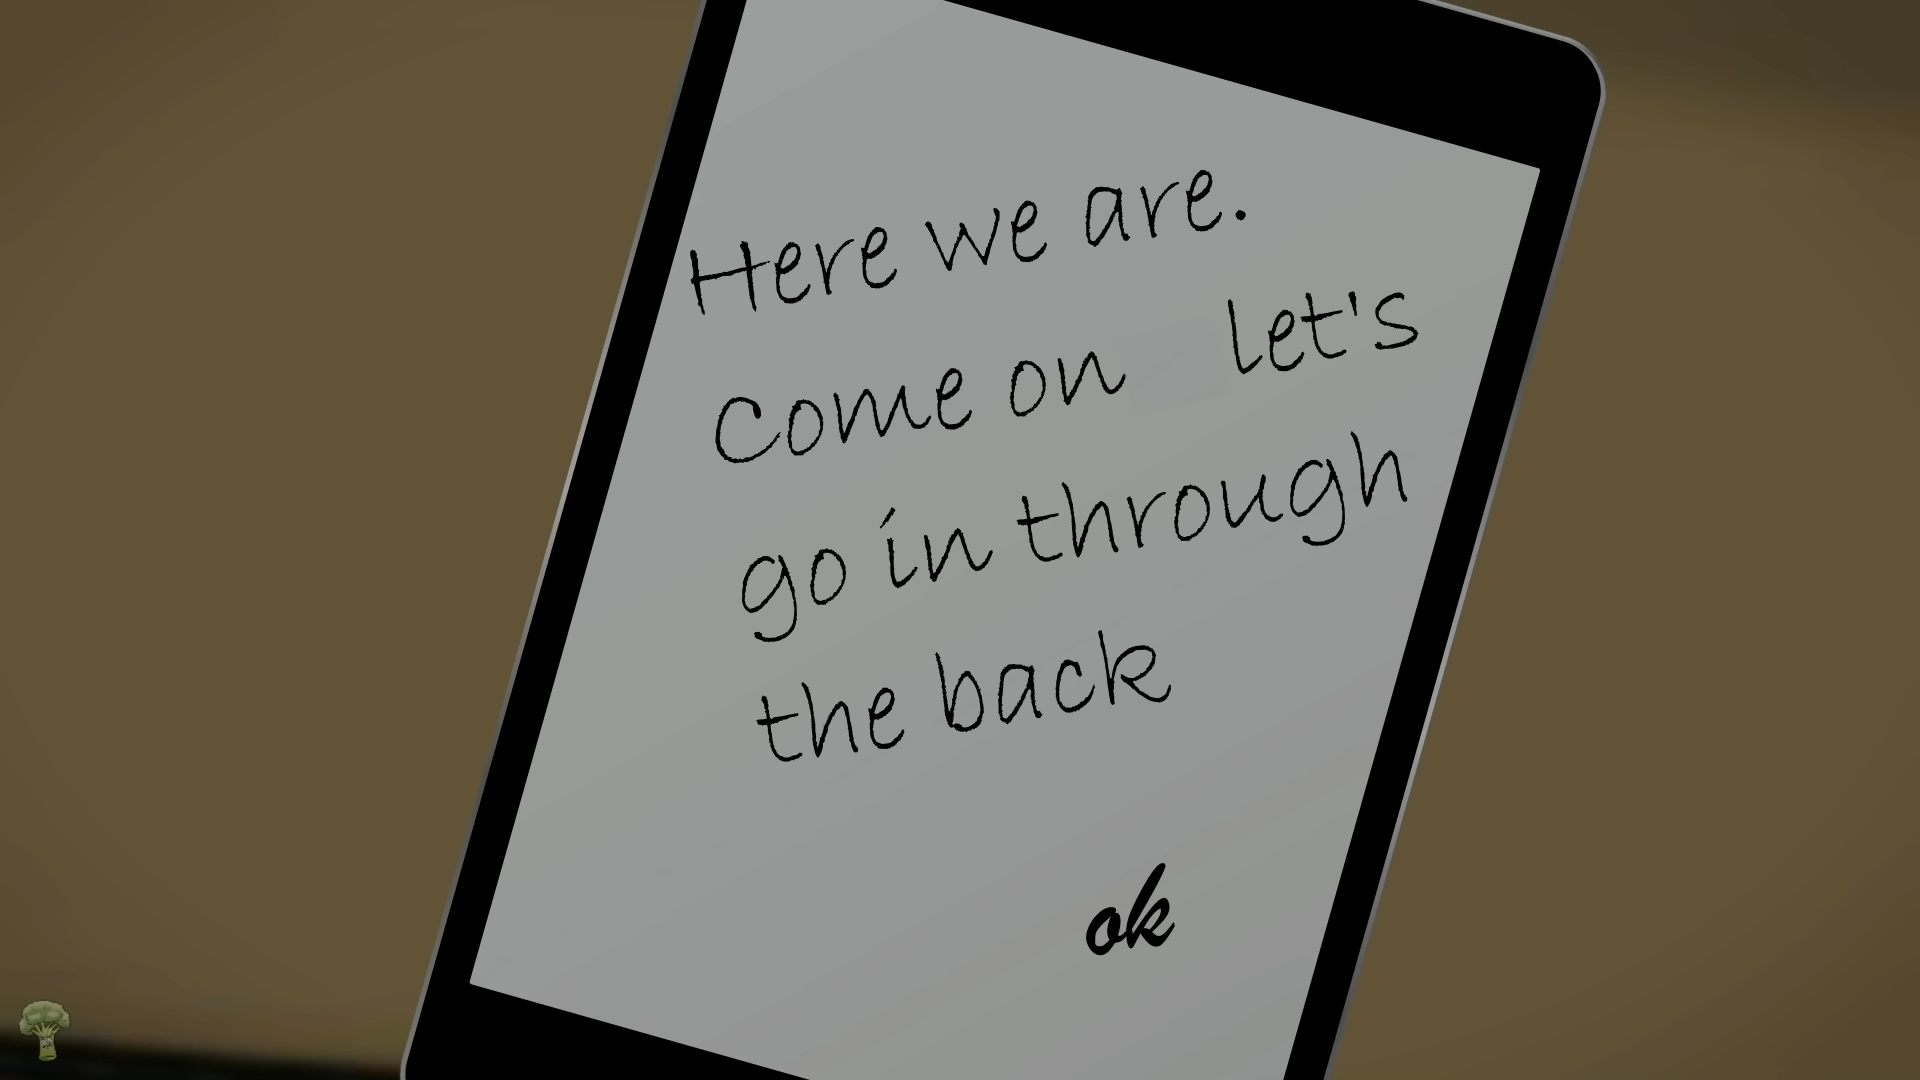 Here we are.
Come on let's
go in through
the back
ok